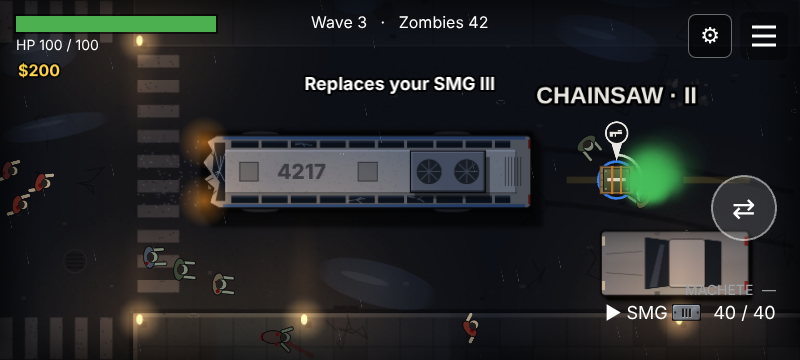 Wave 3 · Zombies 42
HP 100 / 100
$200
Replaces your SMG III
CHAINSAW · II
4217
MACHETE —
▶ SMG III 40 / 40